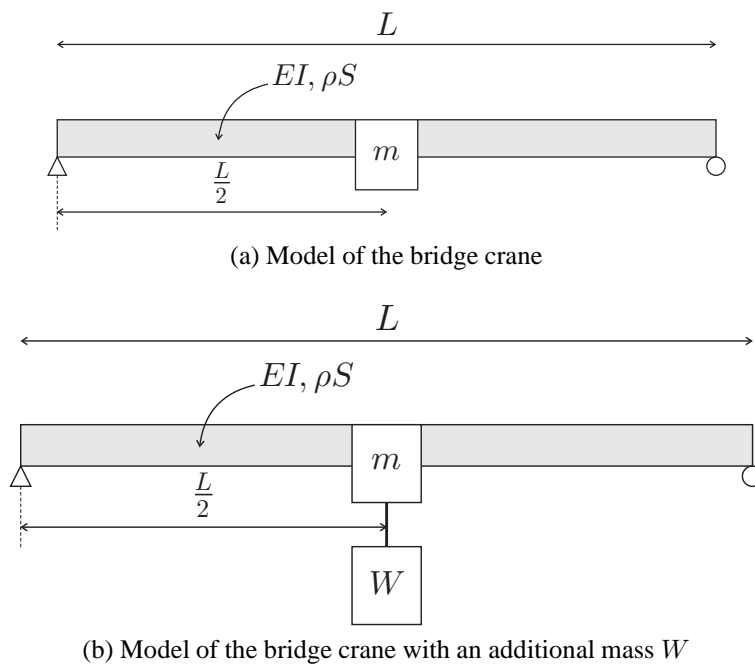 L
EI, ρS
m
L/2
(a) Model of the bridge crane
L
EI, ρS
m
L/2
W
(b) Model of the bridge crane with an additional mass W